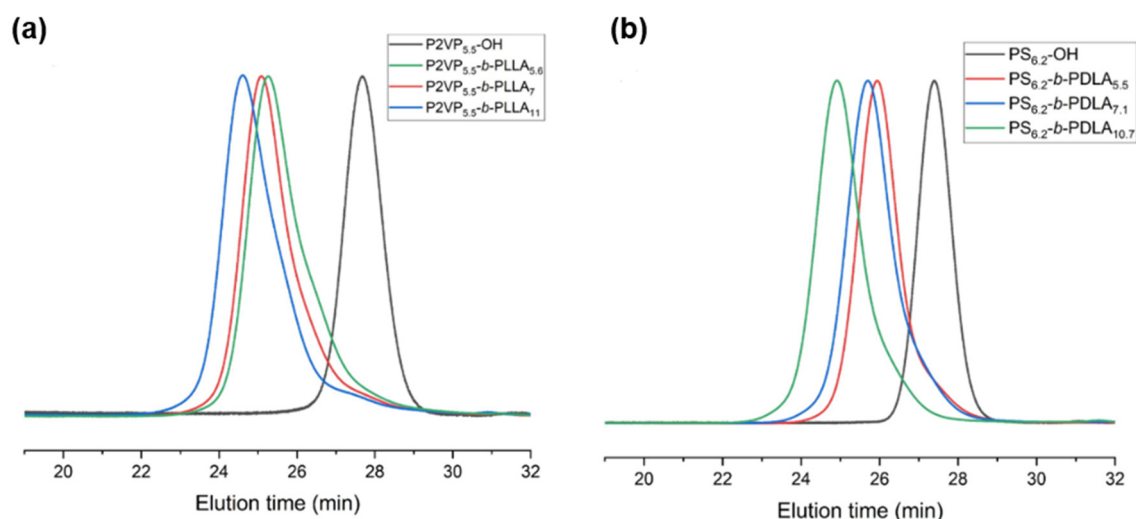 (a)
P2VP5.5-OH
P2VP5.5-b-PLLA5.6
P2VP5.5-b-PLLA7
P2VP5.5-b-PLLA11
20 22 24 26 28 30 32
Elution time (min)
(b)
PS6.2-OH
PS6.2-b-PDLA5.5
PS6.2-b-PDLA7.1
PS6.2-b-PDLA10.7
20 22 24 26 28 30 32
Elution time (min)